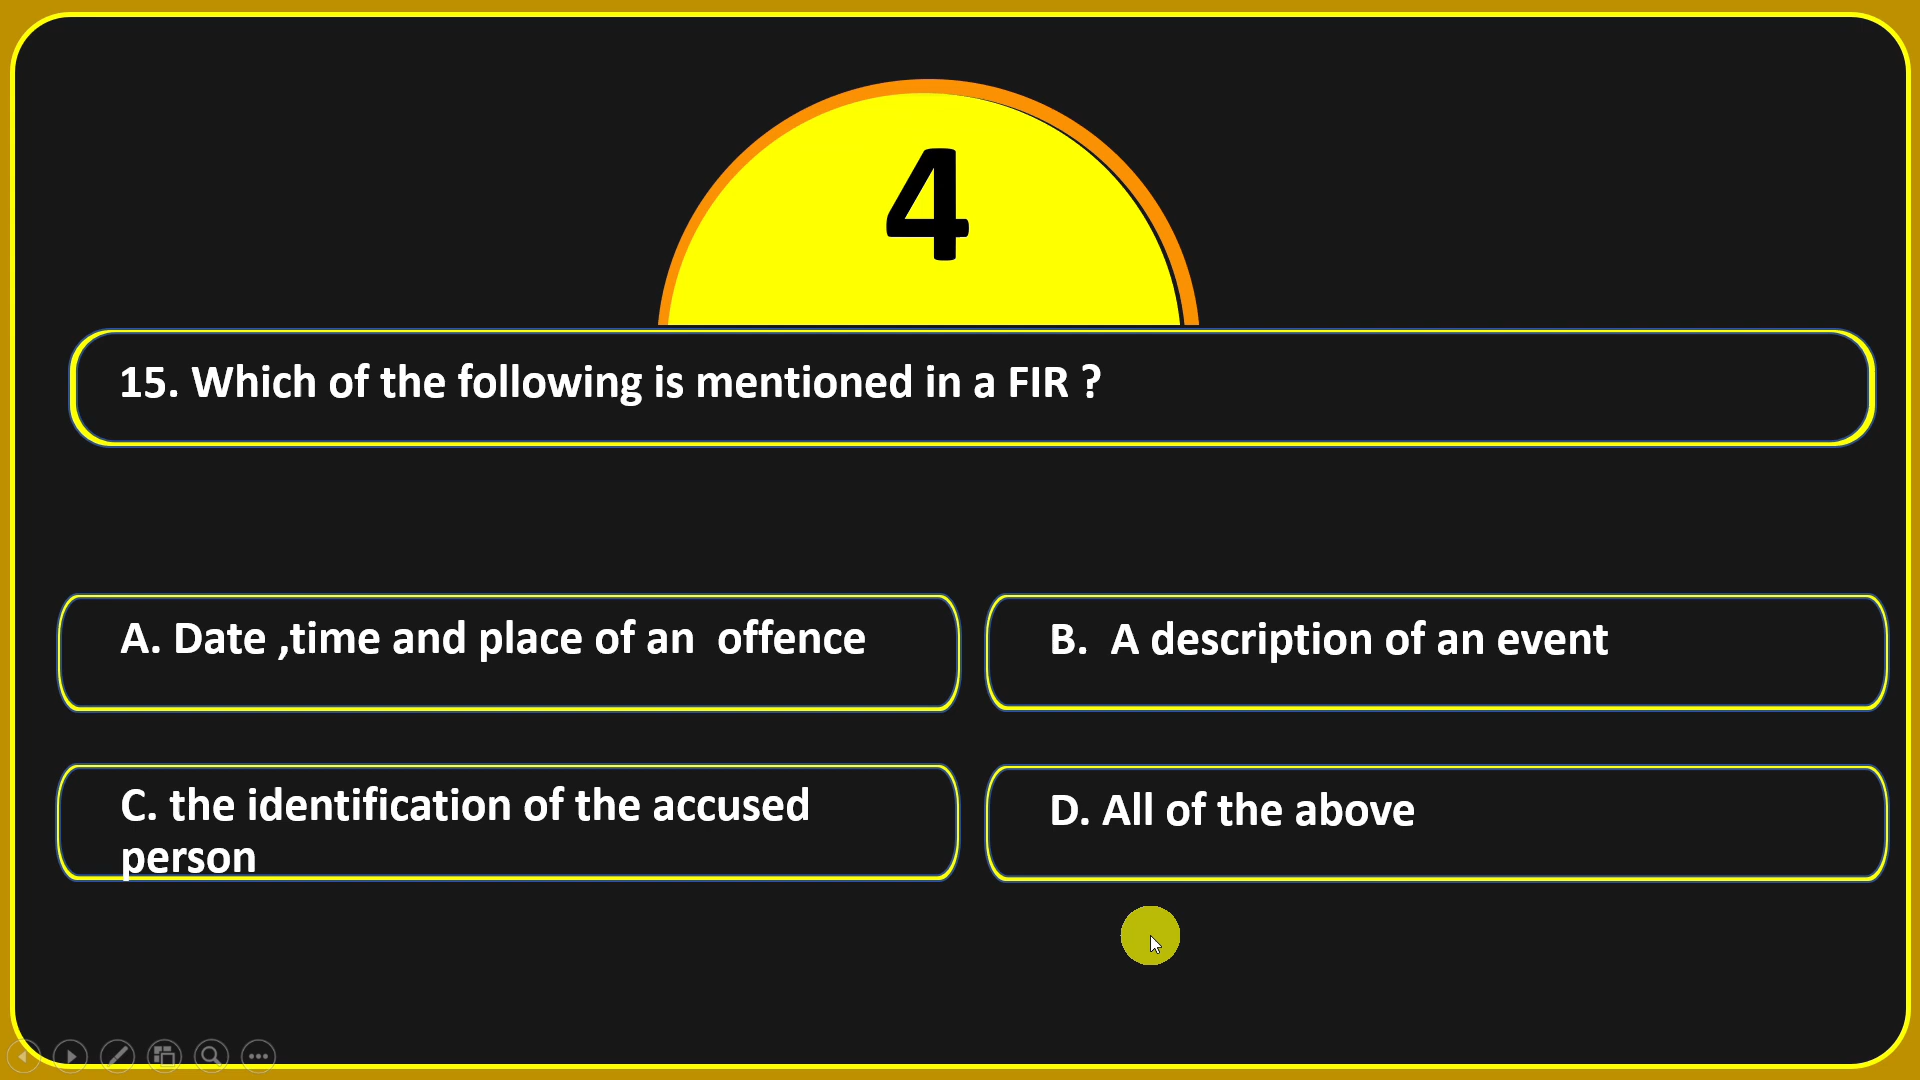 4
15. Which of the following is mentioned in a FIR ?
A. Date ,time and place of an  offence
B.  A description of an event
C. the identification of the accused
person
D. All of the above